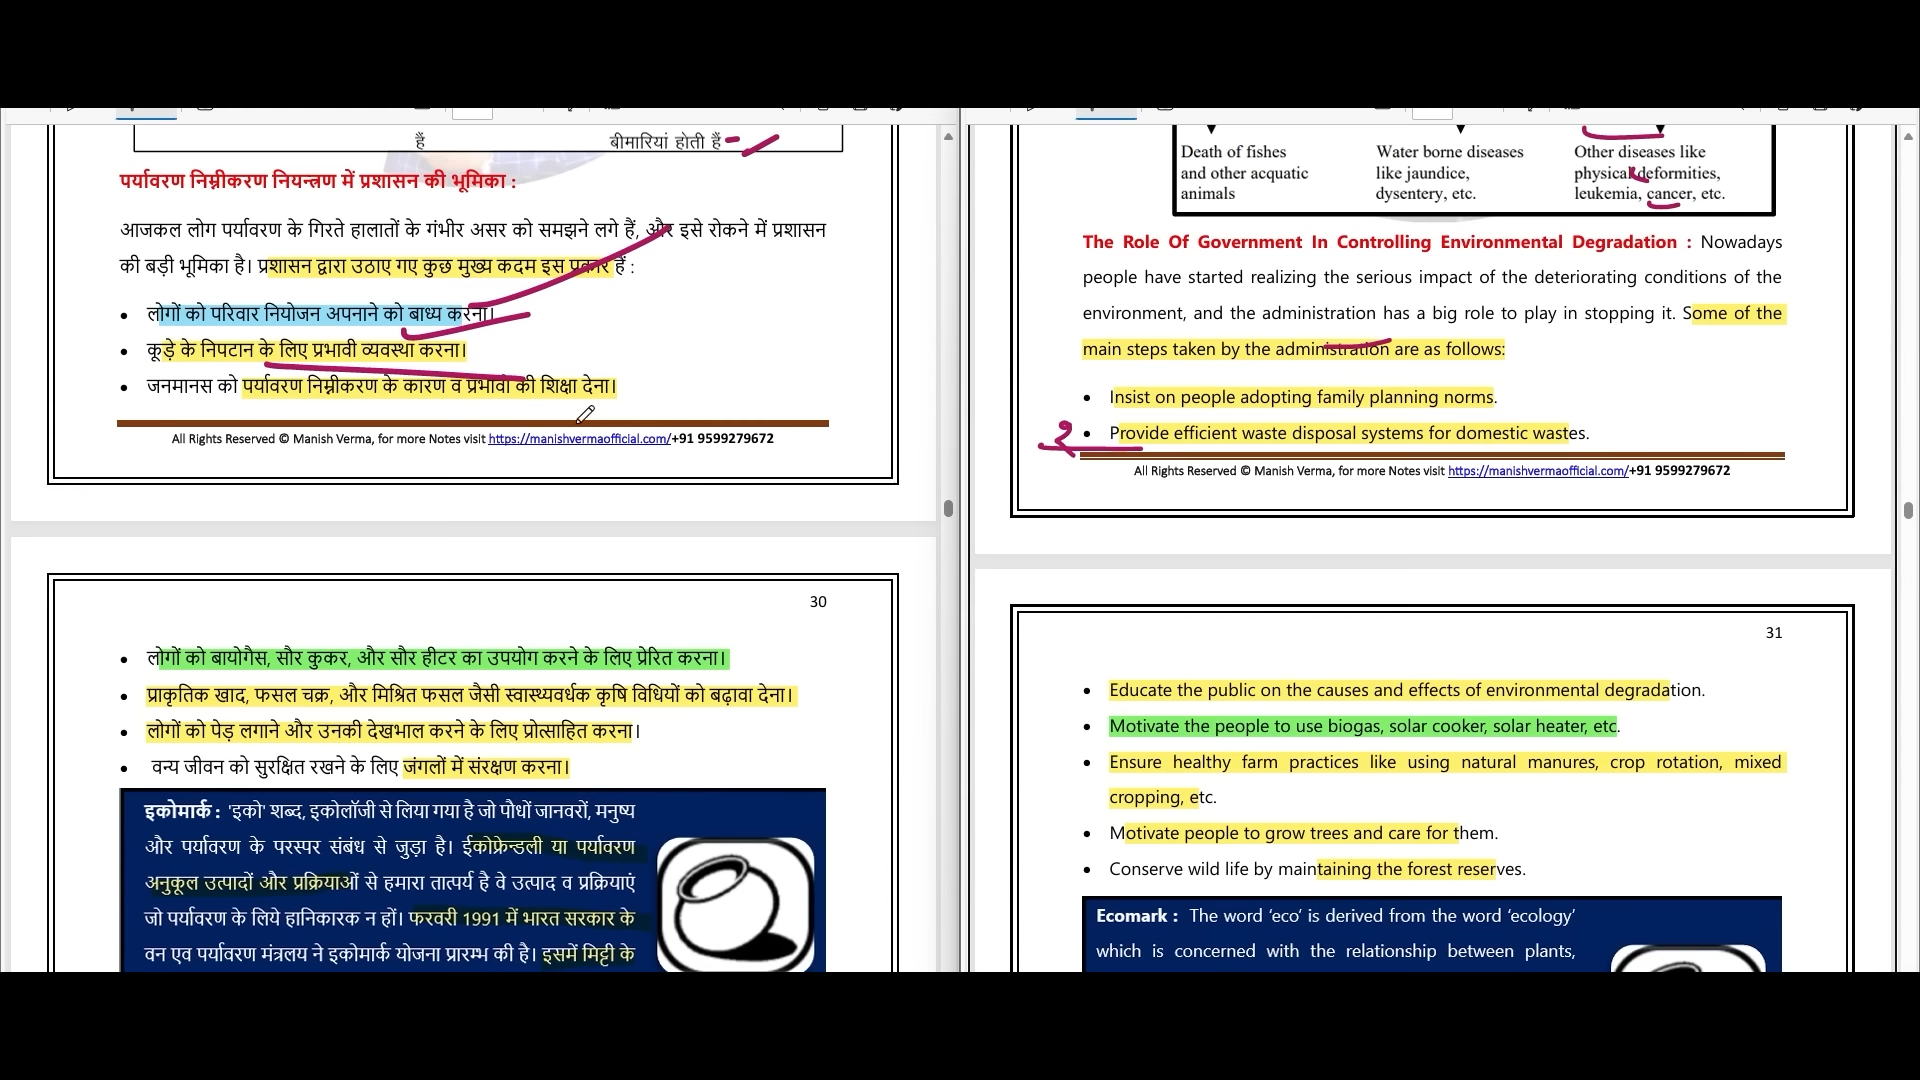 हैं
बीमारियां होती हैं
पर्यावरण निम्नीकरण नियन्त्रण में प्रशासन की भूमिका :
आजकल लोग पर्यावरण के गिरते हालातों के गंभीर असर को समझने लगे हैं, और इसे रोकने में प्रशासन
की बड़ी भूमिका है। प्रशासन द्वारा उठाए गए कुछ मुख्य कदम इस प्रकार हैं :
• लोगों को परिवार नियोजन अपनाने को बाध्य करना।
• कूड़े के निपटान के लिए प्रभावी व्यवस्था करना।
• जनमानस को पर्यावरण निम्नीकरण के कारण व प्रभावों की शिक्षा देना।
All Rights Reserved © Manish Verma, for more Notes visit https://manishvermaofficial.com/+91 9599279672
30
• लोगों को बायोगैस, सौर कुकर, और सौर हीटर का उपयोग करने के लिए प्रेरित करना।
• प्राकृतिक खाद, फसल चक्र, और मिश्रित फसल जैसी स्वास्थ्यवर्धक कृषि विधियों को बढ़ावा देना।
• लोगों को पेड़ लगाने और उनकी देखभाल करने के लिए प्रोत्साहित करना।
• वन्य जीवन को सुरक्षित रखने के लिए जंगलों में संरक्षण करना।
इकोमार्क : 'इको' शब्द, इकोलॉजी से लिया गया है जो पौधों जानवरों, मनुष्य
और पर्यावरण के परस्पर संबंध से जुड़ा है। ईकोफ्रेन्डली या पर्यावरण
अनुकूल उत्पादों और प्रक्रियाओं से हमारा तात्पर्य है वे उत्पाद व प्रक्रियाएं
जो पर्यावरण के लिये हानिकारक न हों। फरवरी 1991 में भारत सरकार के
वन एव पर्यावरण मंत्रलय ने इकोमार्क योजना प्रारम्भ की है। इसमें मिट्टी के
Death of fishes
and other acquatic
animals
Water borne diseases
like jaundice,
dysentery, etc.
Other diseases like
physical deformities,
leukemia, cancer, etc.
The Role Of Government In Controlling Environmental Degradation : Nowadays
people have started realizing the serious impact of the deteriorating conditions of the
environment, and the administration has a big role to play in stopping it. Some of the
main steps taken by the administration are as follows:
• Insist on people adopting family planning norms.
• Provide efficient waste disposal systems for domestic wastes.
All Rights Reserved © Manish Verma, for more Notes visit https://manishvermaofficial.com/+91 9599279672
31
• Educate the public on the causes and effects of environmental degradation.
• Motivate the people to use biogas, solar cooker, solar heater, etc.
• Ensure healthy farm practices like using natural manures, crop rotation, mixed
cropping, etc.
• Motivate people to grow trees and care for them.
• Conserve wild life by maintaining the forest reserves.
Ecomark : The word ‘eco’ is derived from the word ‘ecology’
which is concerned with the relationship between plants,